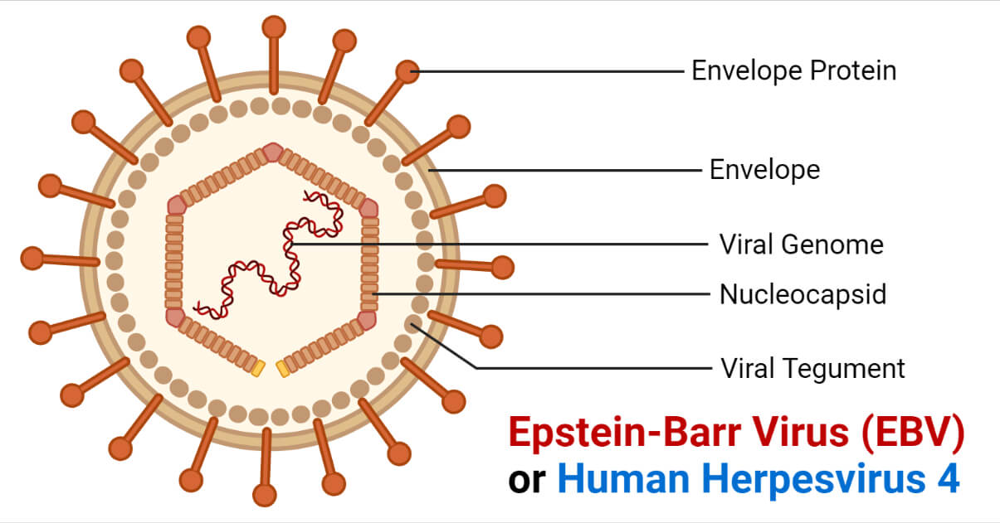 Envelope Protein
Envelope
Viral Genome
Nucleocapsid
Viral Tegument
Epstein-Barr Virus (EBV)
or Human Herpesvirus 4